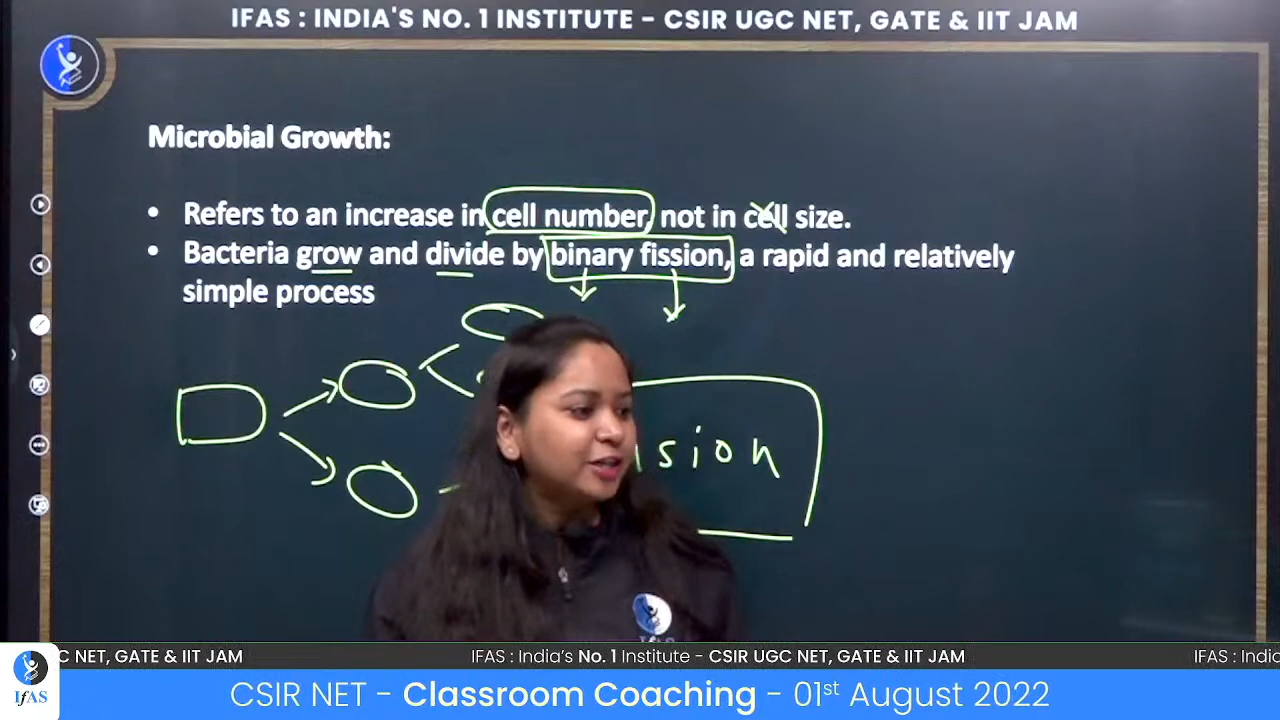 IFAS : INDIA'S NO. 1 INSTITUTE - CSIR UGC NET, GATE & IIT JAM
Microbial Growth:
• Refers to an increase in cell number, not in cell size.
• Bacteria grow and divide by binary fission, a rapid and relatively
simple process
sion
C NET, GATE & IIT JAM
IFAS : India's No. 1 Institute - CSIR UGC NET, GATE & IIT JAM
IFAS : India
IfAS
CSIR NET - Classroom Coaching - 01st August 2022